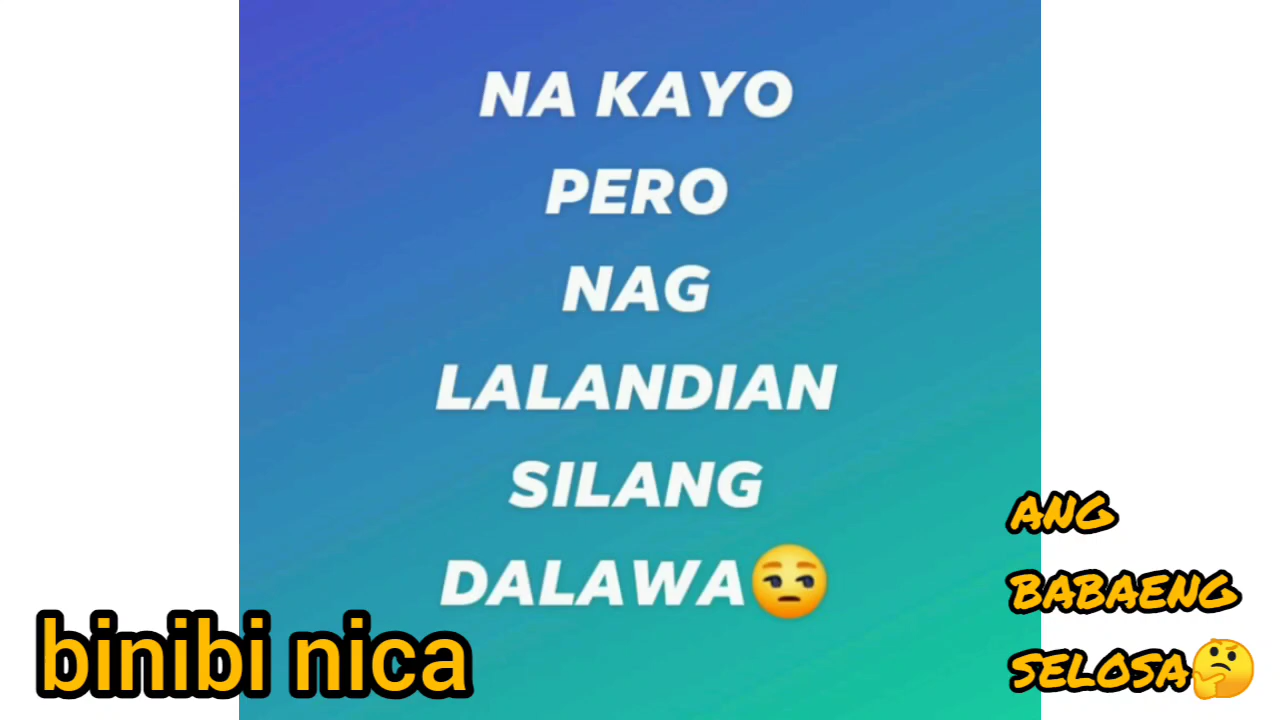 NA KAYO
PERO
NAG
LALANDIAN
SILANG
DALAWA😒
binibi nica
ANG
BABAENG
SELOSA🤔